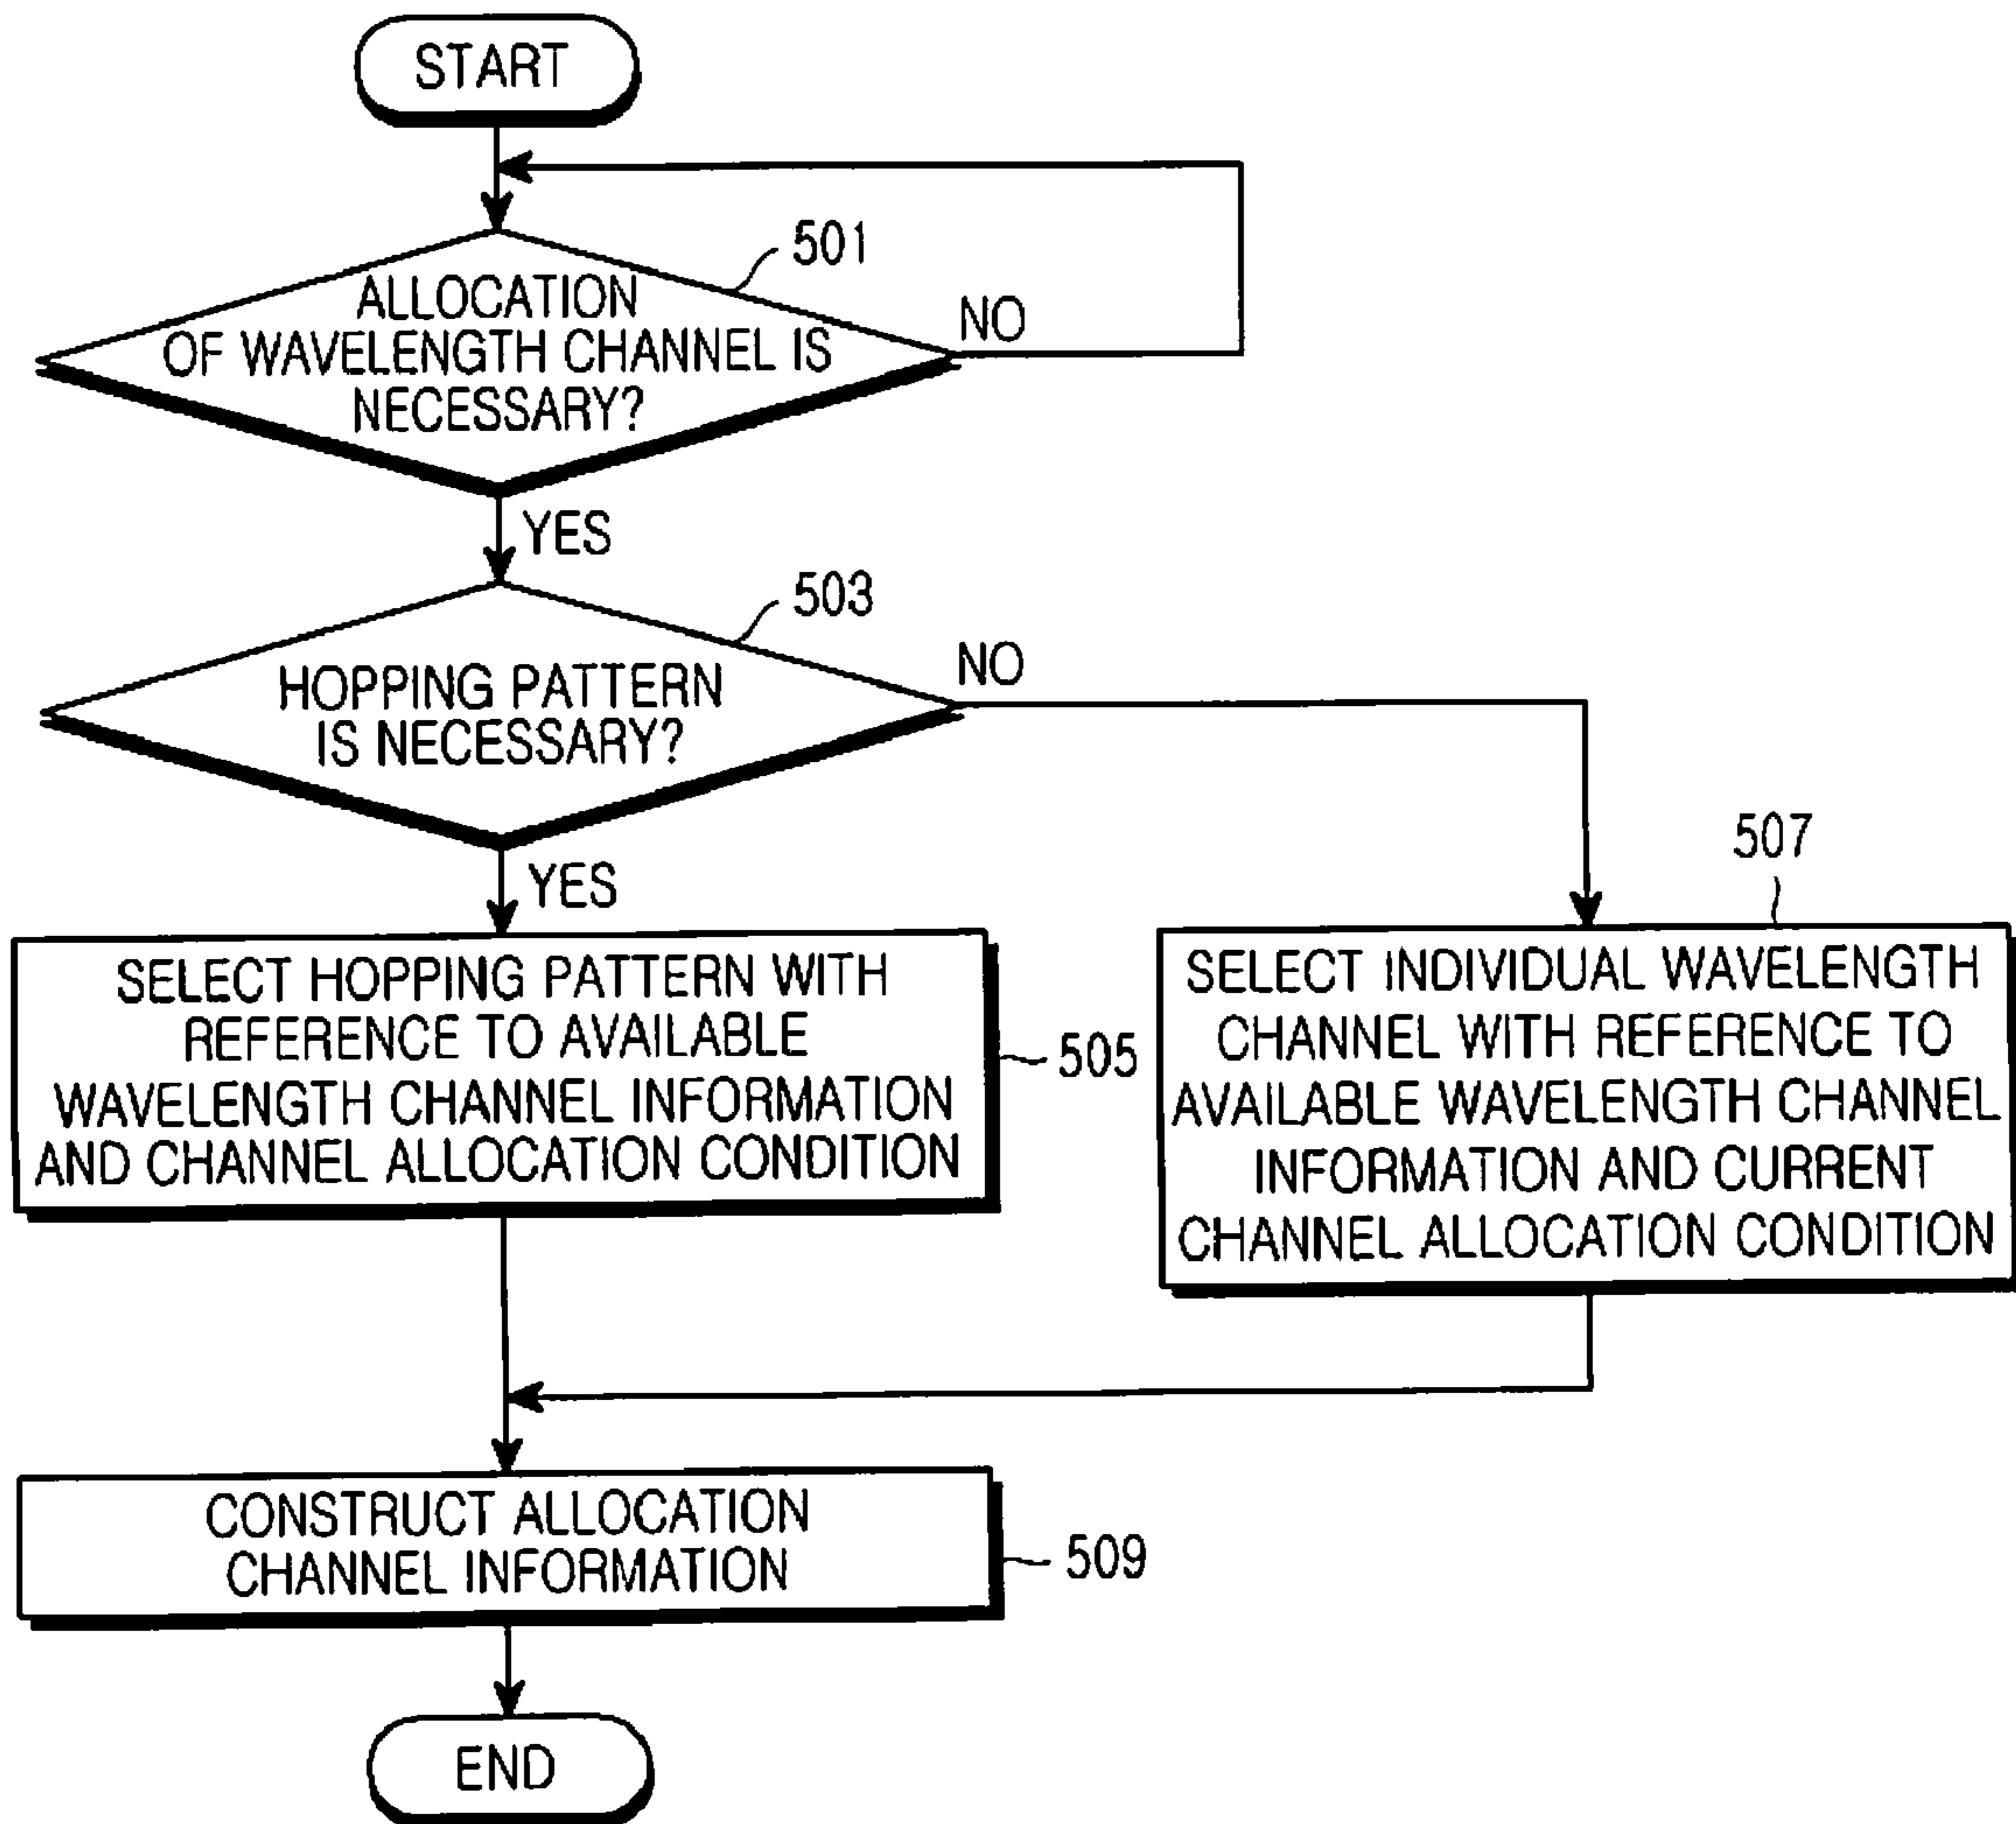 START
501
ALLOCATION
OF WAVELENGTH CHANNEL IS
NECESSARY?
NO
YES
503
HOPPING PATTERN
IS NECESSARY?
NO
YES
507
SELECT HOPPING PATTERN WITH
REFERENCE TO AVAILABLE
WAVELENGTH CHANNEL INFORMATION
AND CHANNEL ALLOCATION CONDITION
505
SELECT INDIVIDUAL WAVELENGTH
CHANNEL WITH REFERENCE TO
AVAILABLE WAVELENGTH CHANNEL
INFORMATION AND CURRENT
CHANNEL ALLOCATION CONDITION
CONSTRUCT ALLOCATION
CHANNEL INFORMATION
509
END